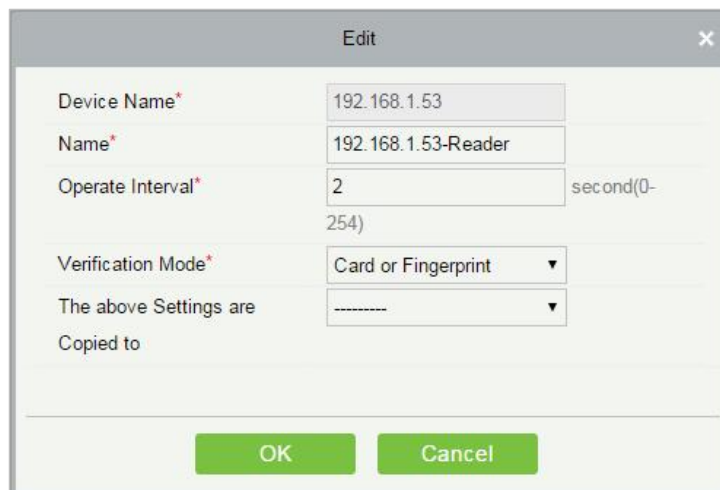 Edit
Device Name* 192.168.1.53
Name* 192.168.1.53-Reader
Operate Interval* 2 second(0-
254)
Verification Mode* Card or Fingerprint
The above Settings are ---------
Copied to
OK Cancel